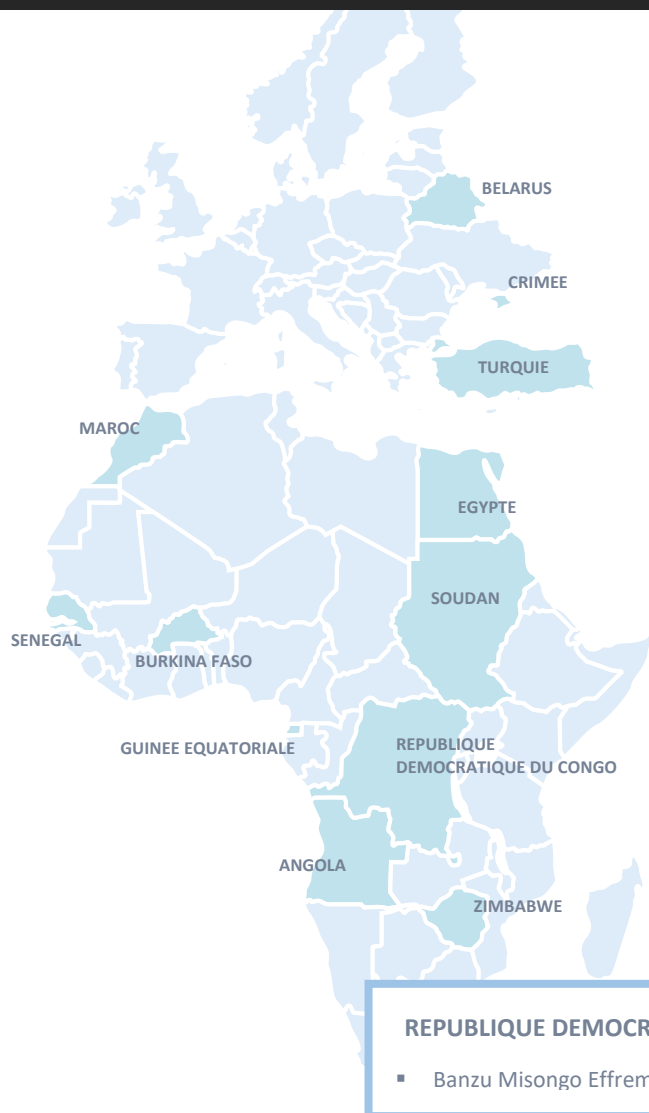 BELARUS
CRIMEE
TURQUIE
MAROC
EGYPTE
SOUDAN
SENEGAL
BURKINA FASO
GUINEE EQUATORIALE
REPUBLIQUE
DEMOCRATIQUE DU CONGO
ANGOLA
ZIMBABWE
REPUBLIQUE DEMOCR
▪ Banzu Misongo Effrem